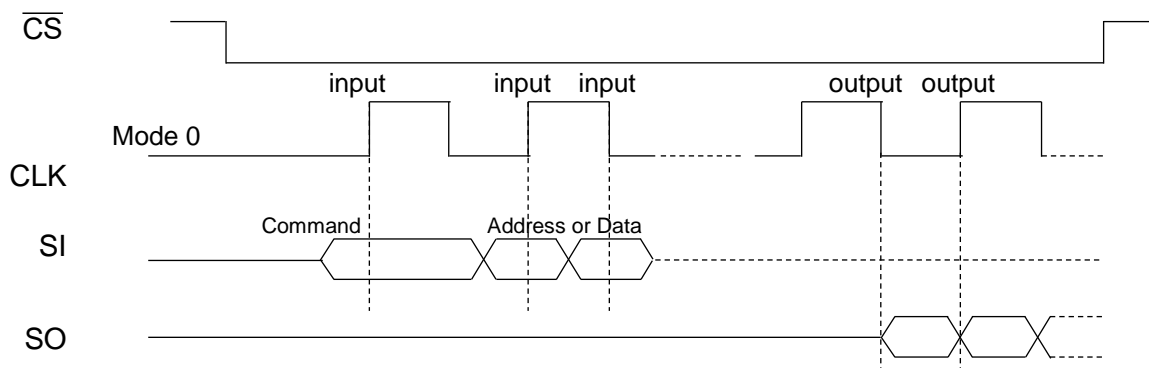 CS
input input input output output
Mode 0
CLK
Command Address or Data
SI
SO